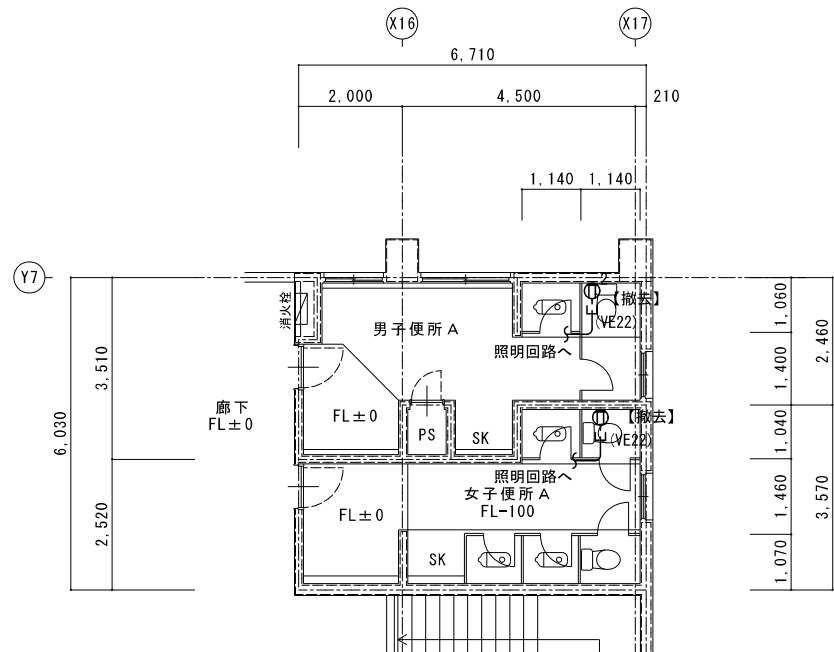 X16
X17
6,710
2,000
4,500
210
1,140
1,140
Y7
消火栓
男子便所A
【撤去】
(VE22)
照明回路へ
1,060
2,460
1,400
3,510
廊下
FL±0
FL±0
PS
SK
【撤去】
(VE22)
1,040
6,030
照明回路へ
女子便所A
FL-100
FL±0
1,460
3,570
2,520
SK
1,070